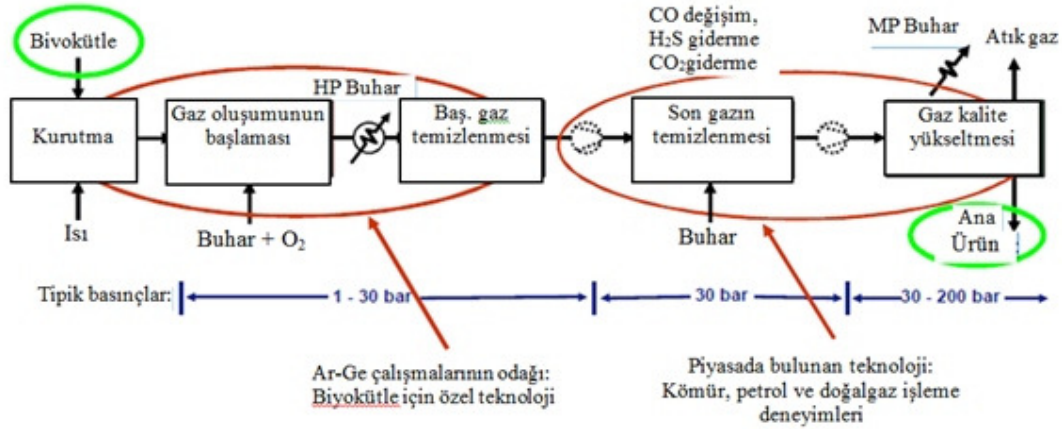 Bivokütle
CO değişim,
H₂S giderme
CO₂giderme
MP Buhar
Atık gaz
Kurutma
Gaz oluşumunun
başlaması
HP Buhar
Baş. gaz
temizlenmesi
Son gazın
temizlenmesi
Gaz kalite
yükseltmesi
Isı
Buhar + O₂
Buhar
Ana
Ürün
Tipik basınçlar:
1 - 30 bar
30 bar
30 - 200 bar
Ar-Ge çalışmalarının odağı:
Biyokütle için özel teknoloji
Piyasada bulunan teknoloji:
Kömür, petrol ve doğalgaz işleme
deneyimleri